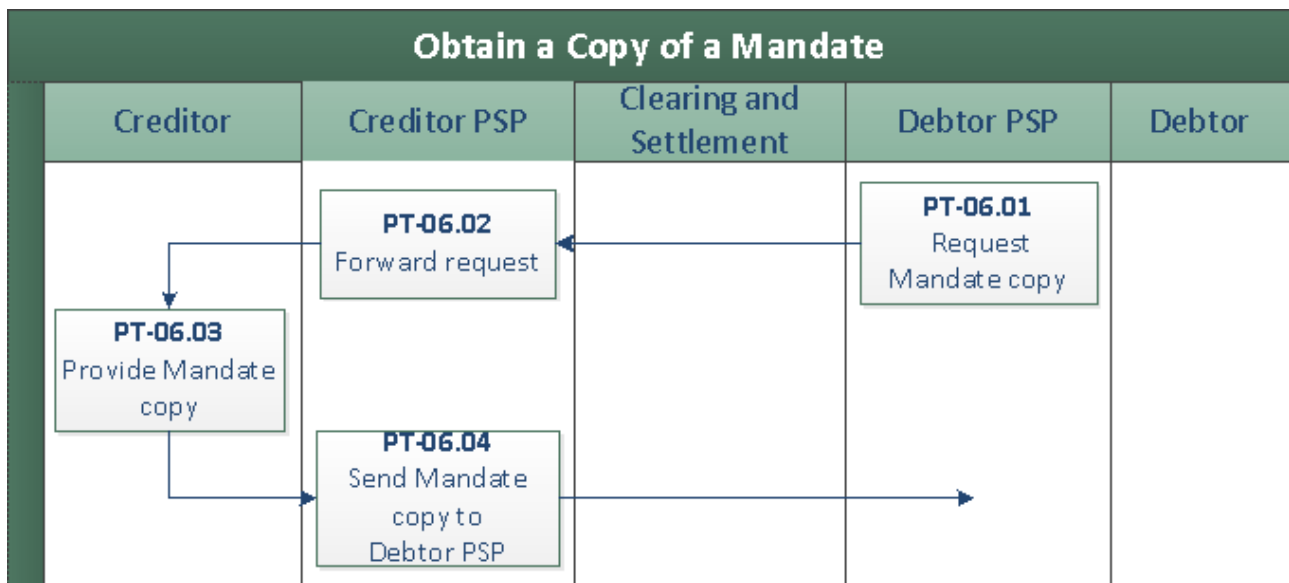 Obtain a Copy of a Mandate
Creditor
Creditor PSP
Clearing and
Settlement
Debtor PSP
Debtor
PT-06.01
Request
Mandate copy
PT-06.02
Forward request
PT-06.03
Provide Mandate
copy
PT-06.04
Send Mandate
copy to
Debtor PSP